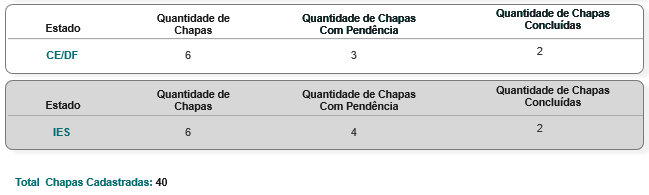 Estado Quantidade de Chapas Quantidade de Chapas Com Pendência Quantidade de Chapas Concluídas
CE/DF 6 3 2
Estado Quantidade de Chapas Quantidade de Chapas Com Pendência Quantidade de Chapas Concluídas
IES 6 4 2
Total Chapas Cadastradas: 40